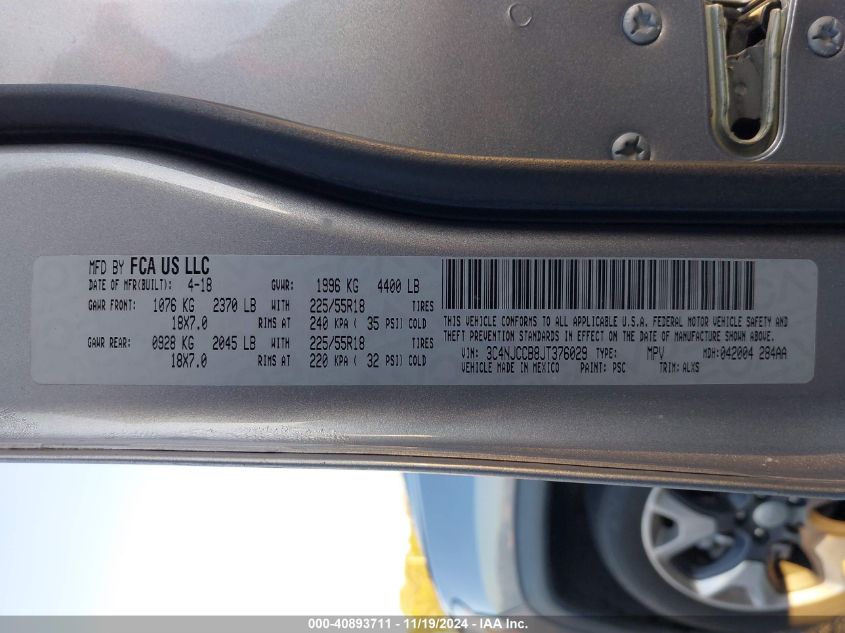 MFD BY FCA US LLC
DATE OF MFR(BUILT): 4-18 GVWR: 1996 KG 4400 LB
GAWR FRONT: 1076 KG 2370 LB WITH 225/55R18 TIRES
18X7.0 RIMS AT 240 KPA ( 35 PSI) COLD
GAWR REAR: 0928 KG 2045 LB WITH 225/55R18 TIRES
18X7.0 RIMS AT 220 KPA ( 32 PSI) COLD
THIS VEHICLE CONFORMS TO ALL APPLICABLE U.S.A. FEDERAL MOTOR VEHICLE SAFETY AND
THEFT PREVENTION STANDARDS IN EFFECT ON THE DATE OF MANUFACTURE SHOWN ABOVE.
VIN: 3C4NJCCB8JT376029 TYPE: MPV MDH:042004 284AA
VEHICLE MADE IN MEXICO PAINT: PSC TRIM: ALXS
000-40893711 - 11/19/2024 - IAA Inc.